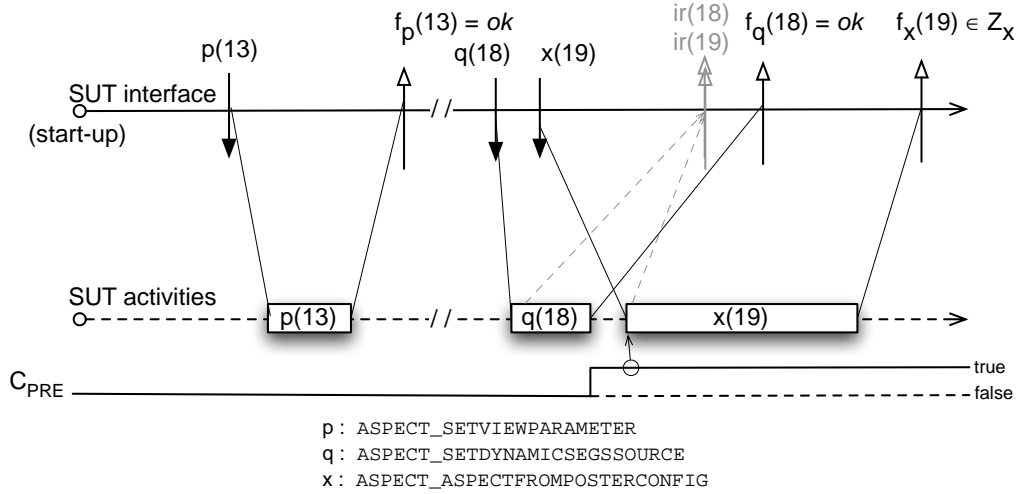 ir(18)
ir(19)
f_p(13) = ok
f_q(18) = ok
f_x(19) ∈ Z_x
p(13)
q(18)
x(19)
SUT interface
//
(start-up)
SUT activities
//
p(13)
q(18)
x(19)
C_PRE
true
false
p : ASPECT_SETVIEWPARAMETER
q : ASPECT_SETDYNAMICSEGSSOURCE
x : ASPECT_ASPECTFROMPOSTERCONFIG